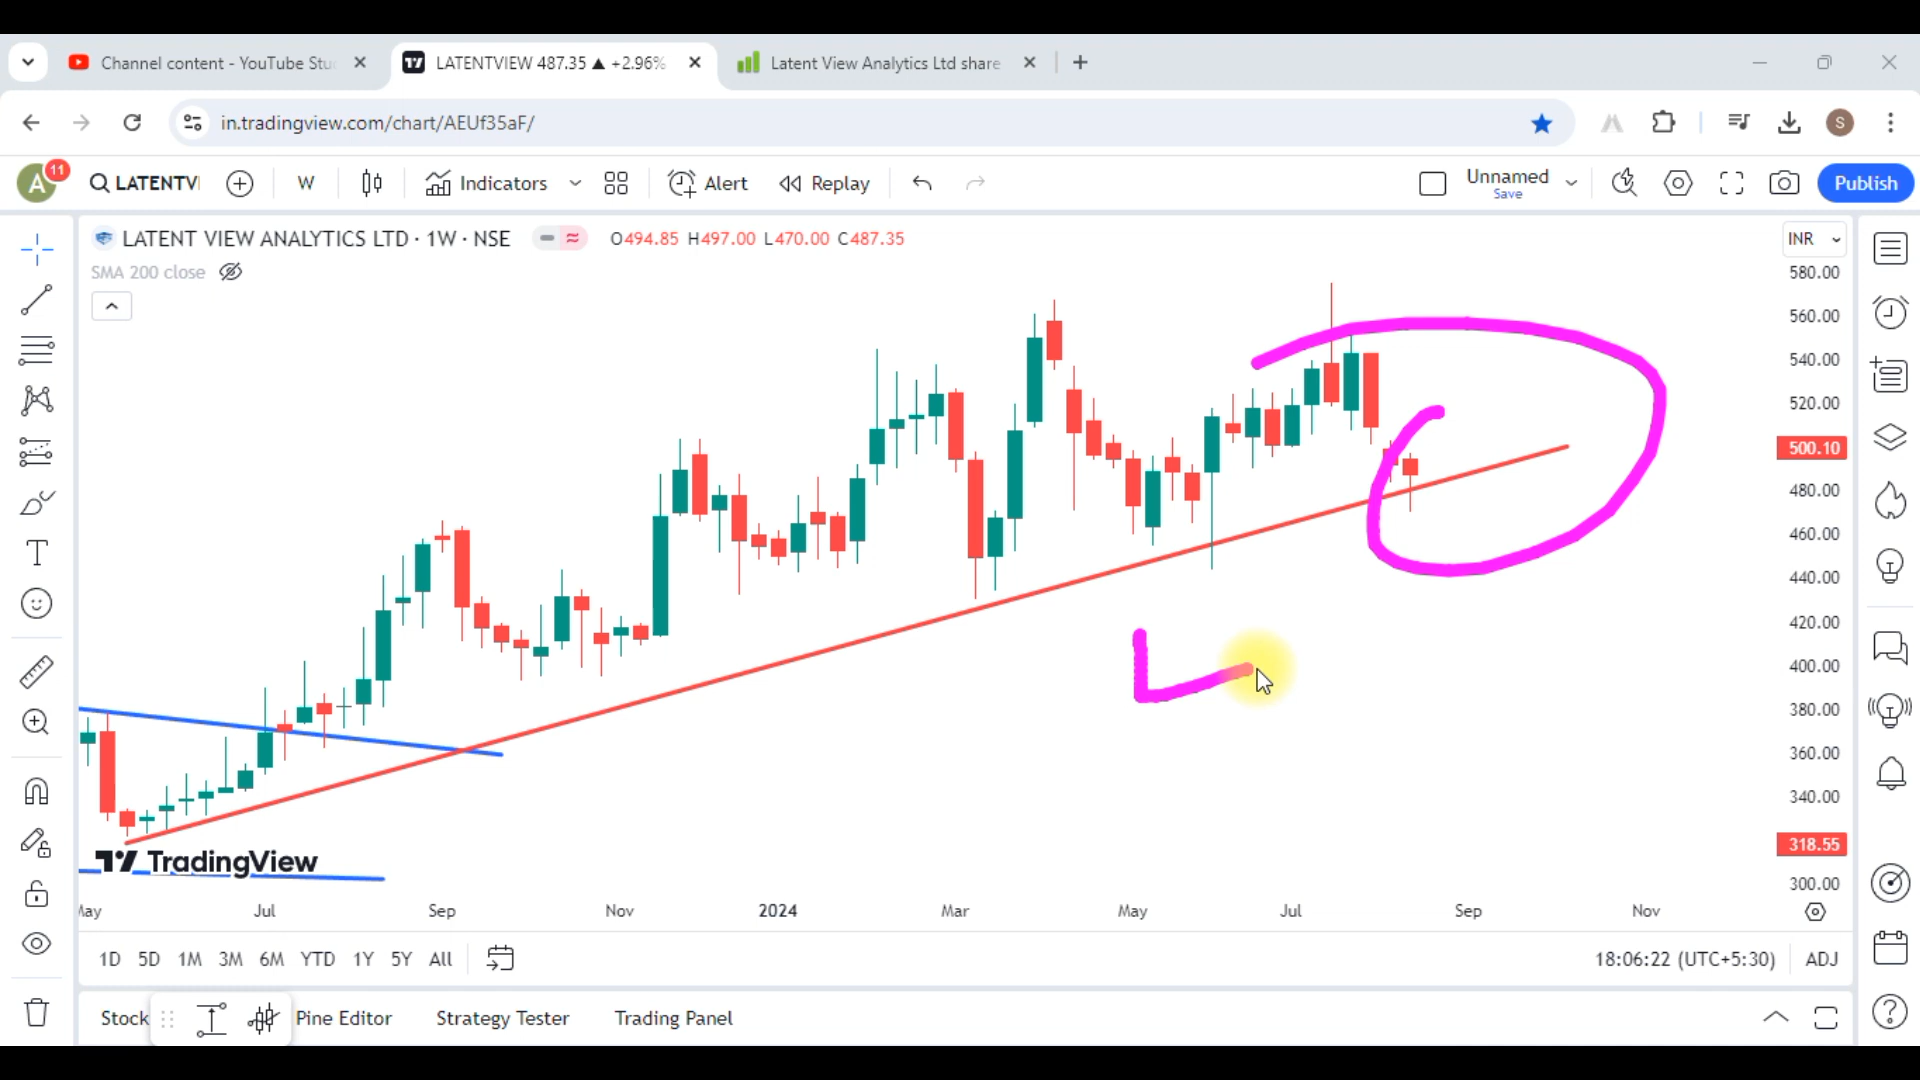 Channel content - YouTube Stu
LATENTVIEW 487.35 ▲ +2.96%
Latent View Analytics Ltd share
in.tradingview.com/chart/AEUf35aF/
S
A
11
LATENTV
W
Indicators
Alert
Replay
Unnamed
Save
Publish
LATENT VIEW ANALYTICS LTD · 1W · NSE
O494.85 H497.00 L470.00 C487.35
INR
SMA 200 close
580.00
560.00
540.00
520.00
500.10
480.00
460.00
440.00
420.00
400.00
380.00
360.00
340.00
318.55
300.00
TradingView
May Jul Sep Nov 2024 Mar May Jul Sep Nov
1D 5D 1M 3M 6M YTD 1Y 5Y All
18:06:22 (UTC+5:30) ADJ
Stock Pine Editor Strategy Tester Trading Panel